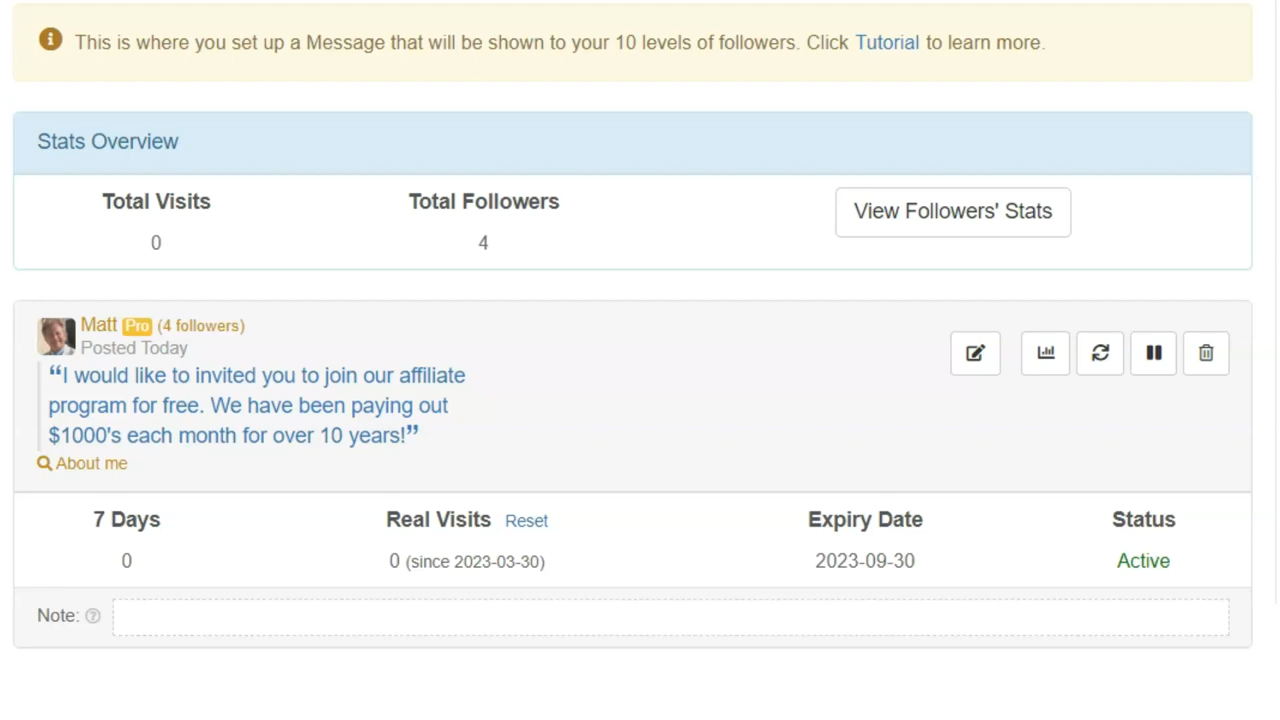 This is where you set up a Message that will be shown to your 10 levels of followers. Click Tutorial to learn more.
Stats Overview
Total Visits Total Followers View Followers' Stats
0 4
Matt Pro (4 followers)
Posted Today
“I would like to invited you to join our affiliate
program for free. We have been paying out
$1000's each month for over 10 years!”
About me
7 Days Real Visits Reset Expiry Date Status
0 0 (since 2023-03-30) 2023-09-30 Active
Note: